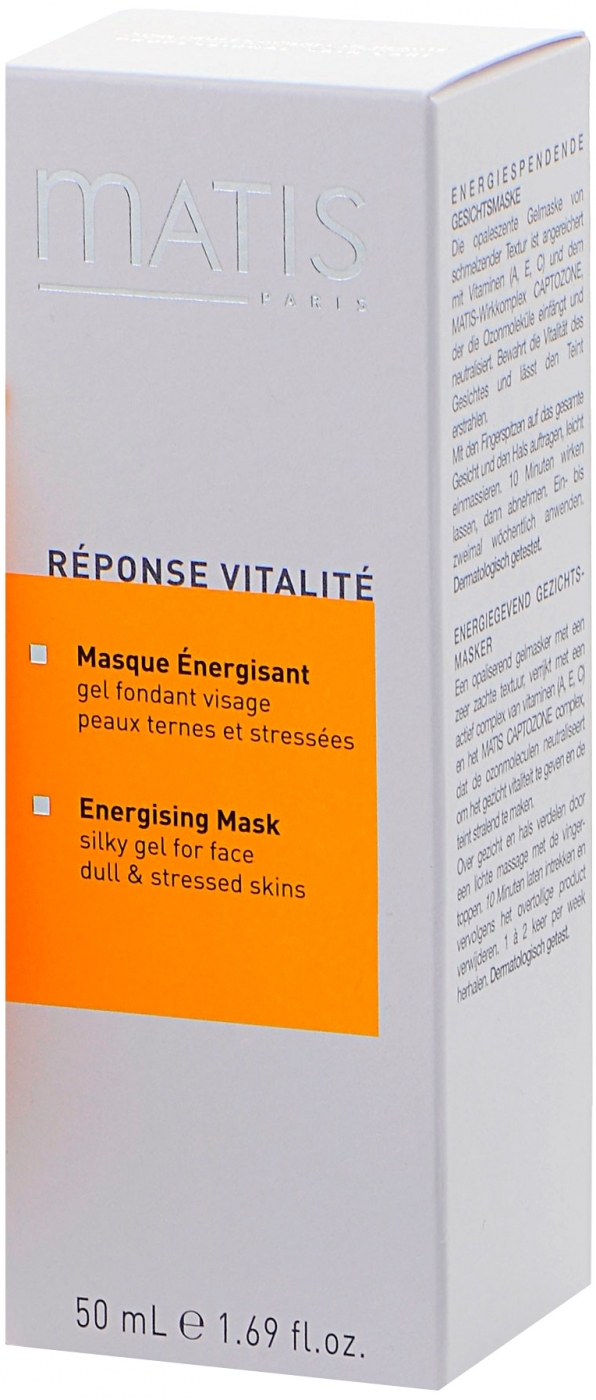 MATIS
PARIS
RÉPONSE VITALITÉ
Masque Énergisant
gel fondant visage
peaux ternes et stressées
Energising Mask
silky gel for face
dull & stressed skins
50 mL e 1.69 fl.oz.
ENERGIESPENDENDE
GESICHTSMASKE
Die opaleszente Gelmaske von
schmelzender Textur ist angereichert
mit Vitaminen (A, E, C) und dem
MATIS-Wirkkomplex CAPTOZONE,
der die Ozonmoleküle einfängt und
neutralisiert. Bewahrt die Vitalität des
Gesichtes und lässt den Teint
erstrahlen.
Mit den Fingerspitzen auf das gesamte
Gesicht und den Hals auftragen, leicht
einmassieren. 10 Minuten wirken
lassen, dann abnehmen. Ein- bis
zweimal wöchentlich anwenden.
Dermatologisch getestet.
ENERGIEGEVEND GEZICHTS-
MASKER
Een opaliserend gelmasker met een
zeer zachte textuur, verrijkt met een
actief complex van vitaminen (A, E, C)
en het MATIS CAPTOZONE complex,
dat de ozonmoleculen neutraliseert
om het gezicht vitaliteit te geven en de
teint stralend te maken.
Over gezicht en hals verdelen door
een lichte massage met de vinger-
toppen. 10 Minuten laten intrekken en
vervolgens het overtollige product
verwijderen. 1 à 2 keer per week
herhalen. Dermatologisch getest.